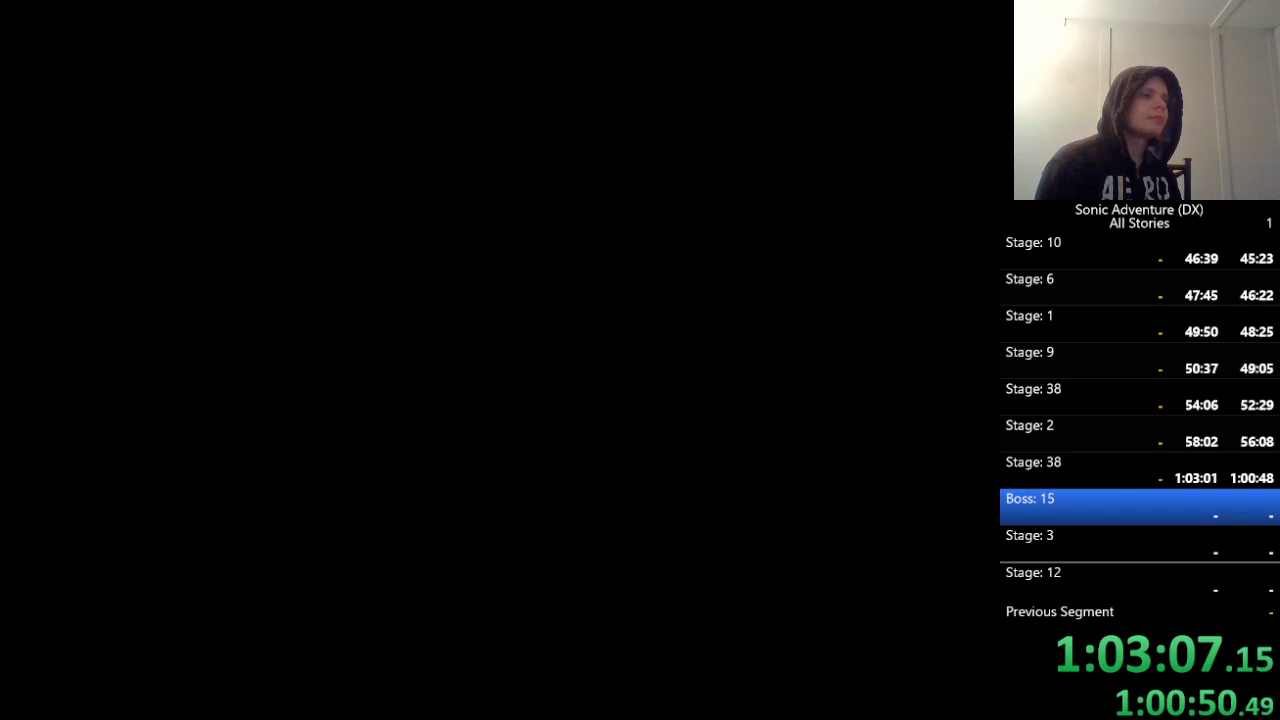 AERO
Sonic Adventure (DX)
All Stories 1
Stage: 10
- 46:39 45:23
Stage: 6
- 47:45 46:22
Stage: 1
- 49:50 48:25
Stage: 9
- 50:37 49:05
Stage: 38
- 54:06 52:29
Stage: 2
- 58:02 56:08
Stage: 38
- 1:03:01 1:00:48
Boss: 15
- -
Stage: 3
- -
Stage: 12
- -
Previous Segment -
1:03:07.15
1:00:50.49